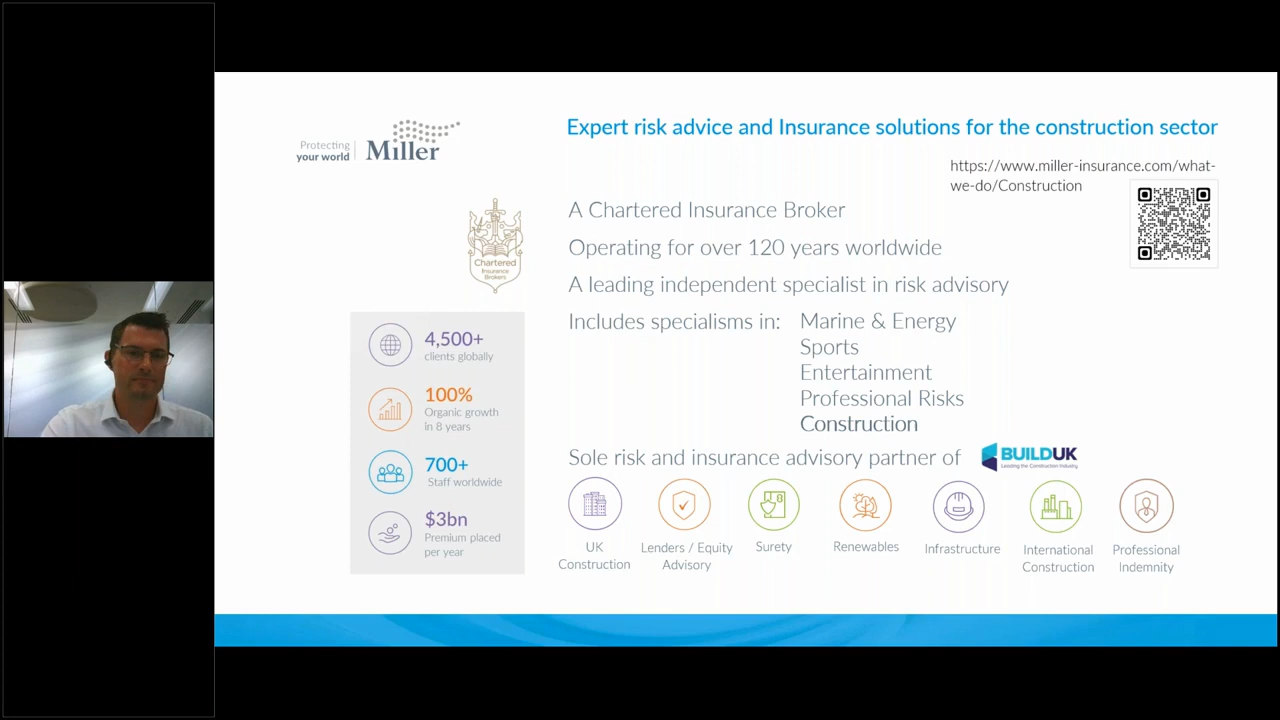 Protecting
your world
Miller
Expert risk advice and Insurance solutions for the construction sector
https://www.miller-insurance.com/what-
we-do/Construction
Chartered
Insurance
Brokers
A Chartered Insurance Broker
Operating for over 120 years worldwide
A leading independent specialist in risk advisory
Includes specialisms in:
Marine & Energy
Sports
Entertainment
Professional Risks
Construction
4,500+
clients globally
100%
Organic growth
in 8 years
700+
Staff worldwide
$3bn
Premium placed
per year
Sole risk and insurance advisory partner of
BUILDUK
Leading the Construction Industry
UK
Construction
Lenders / Equity
Advisory
Surety
Renewables
Infrastructure
International
Construction
Professional
Indemnity